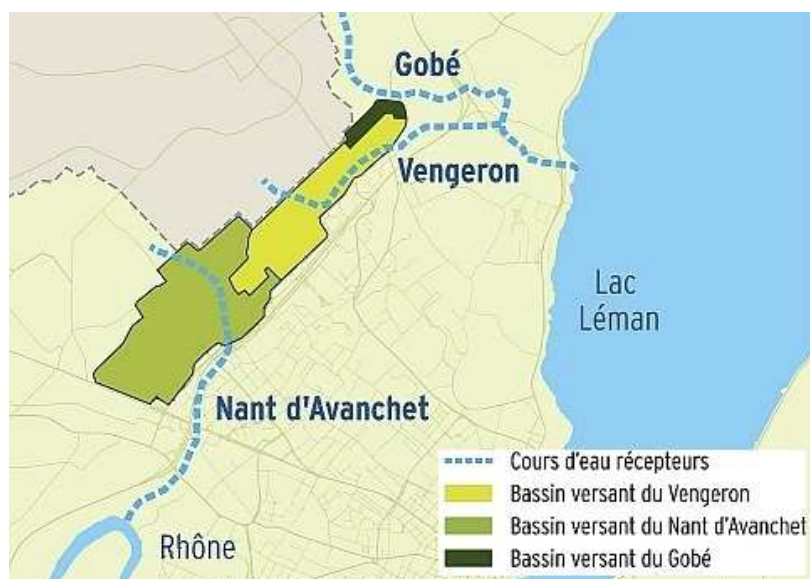 Gobé
Vengeron
Lac
Léman
Nant d'Avanchet
Rhône
Cours d'eau récepteurs
Bassin versant du Vengeron
Bassin versant du Nant d'Avanchet
Bassin versant du Gobé